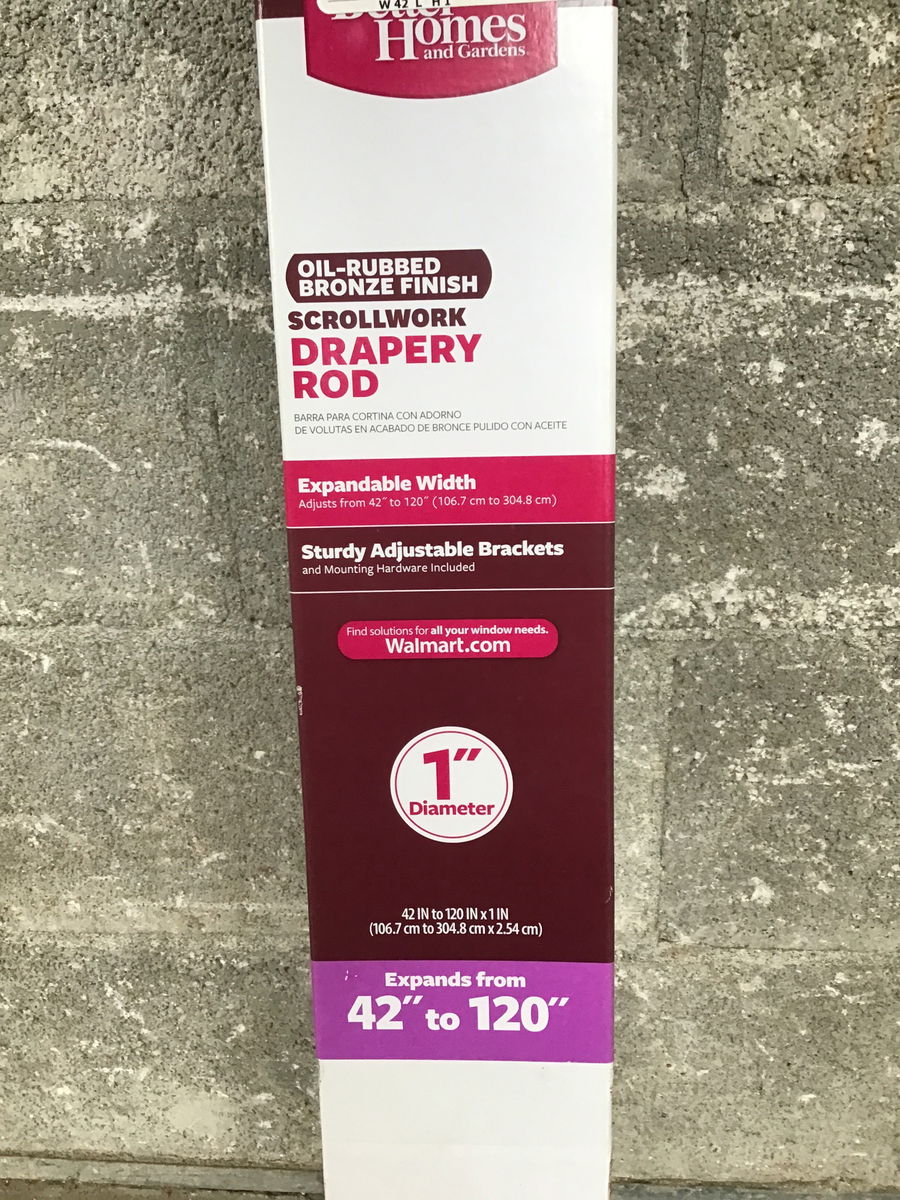 W 42 L H 1
Better
Homes
and Gardens
OIL-RUBBED
BRONZE FINISH
SCROLLWORK
DRAPERY
ROD
BARRA PARA CORTINA CON ADORNO
DE VOLUTAS EN ACABADO DE BRONCE PULIDO CON ACEITE
Expandable Width
Adjusts from 42″ to 120″ (106.7 cm to 304.8 cm)
Sturdy Adjustable Brackets
and Mounting Hardware Included
Find solutions for all your window needs.
Walmart.com
1″
Diameter
42 IN to 120 IN x 1 IN
(106.7 cm to 304.8 cm x 2.54 cm)
Expands from
42″ to 120″